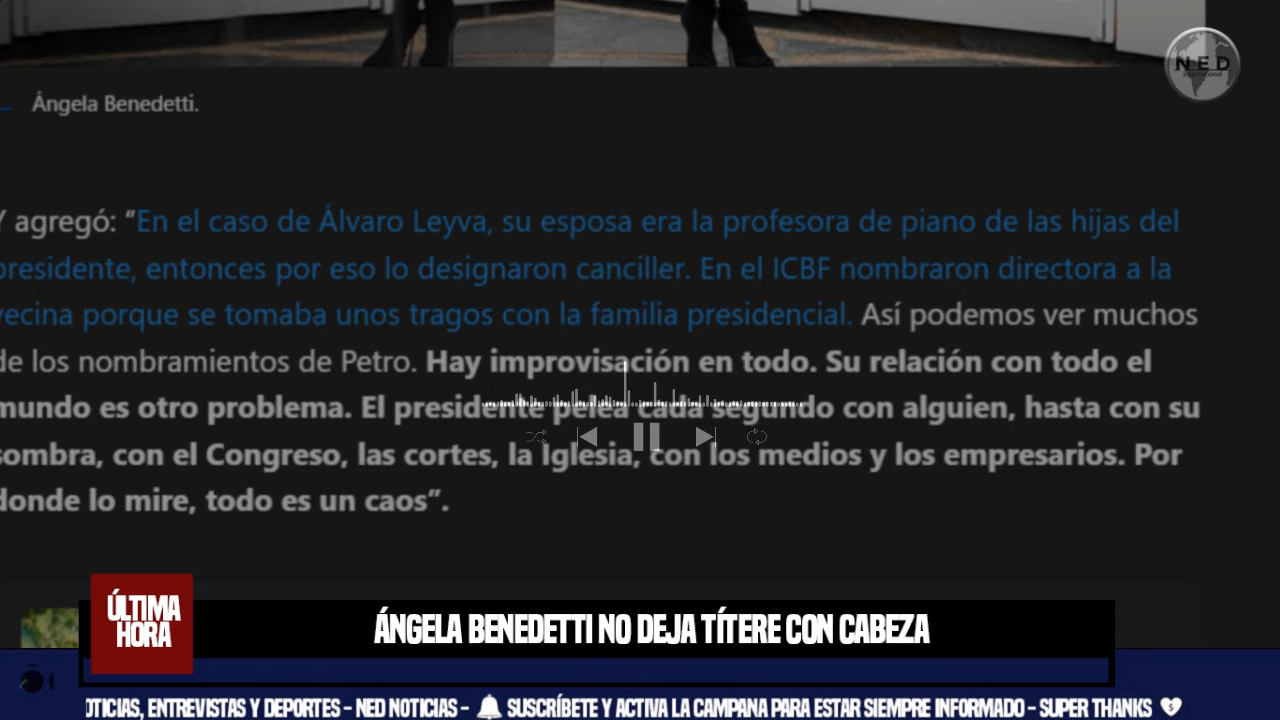 NED
international
Ángela Benedetti.
Y agregó: “En el caso de Álvaro Leyva, su esposa era la profesora de piano de las hijas del
presidente, entonces por eso lo designaron canciller. En el ICBF nombraron directora a la
vecina porque se tomaba unos tragos con la familia presidencial. Así podemos ver muchos
de los nombramientos de Petro. Hay improvisación en todo. Su relación con todo el
mundo es otro problema. El presidente pelea cada segundo con alguien, hasta con su
sombra, con el Congreso, las cortes, la Iglesia, con los medios y los empresarios. Por
donde lo mire, todo es un caos”.
ÚLTIMA
HORA
ÁNGELA BENEDETTI NO DEJA TÍTERE CON CABEZA
OTICIAS, ENTREVISTAS Y DEPORTES - NED NOTICIAS - SUSCRÍBETE Y ACTIVA LA CAMPANA PARA ESTAR SIEMPRE INFORMADO - SUPER THANKS